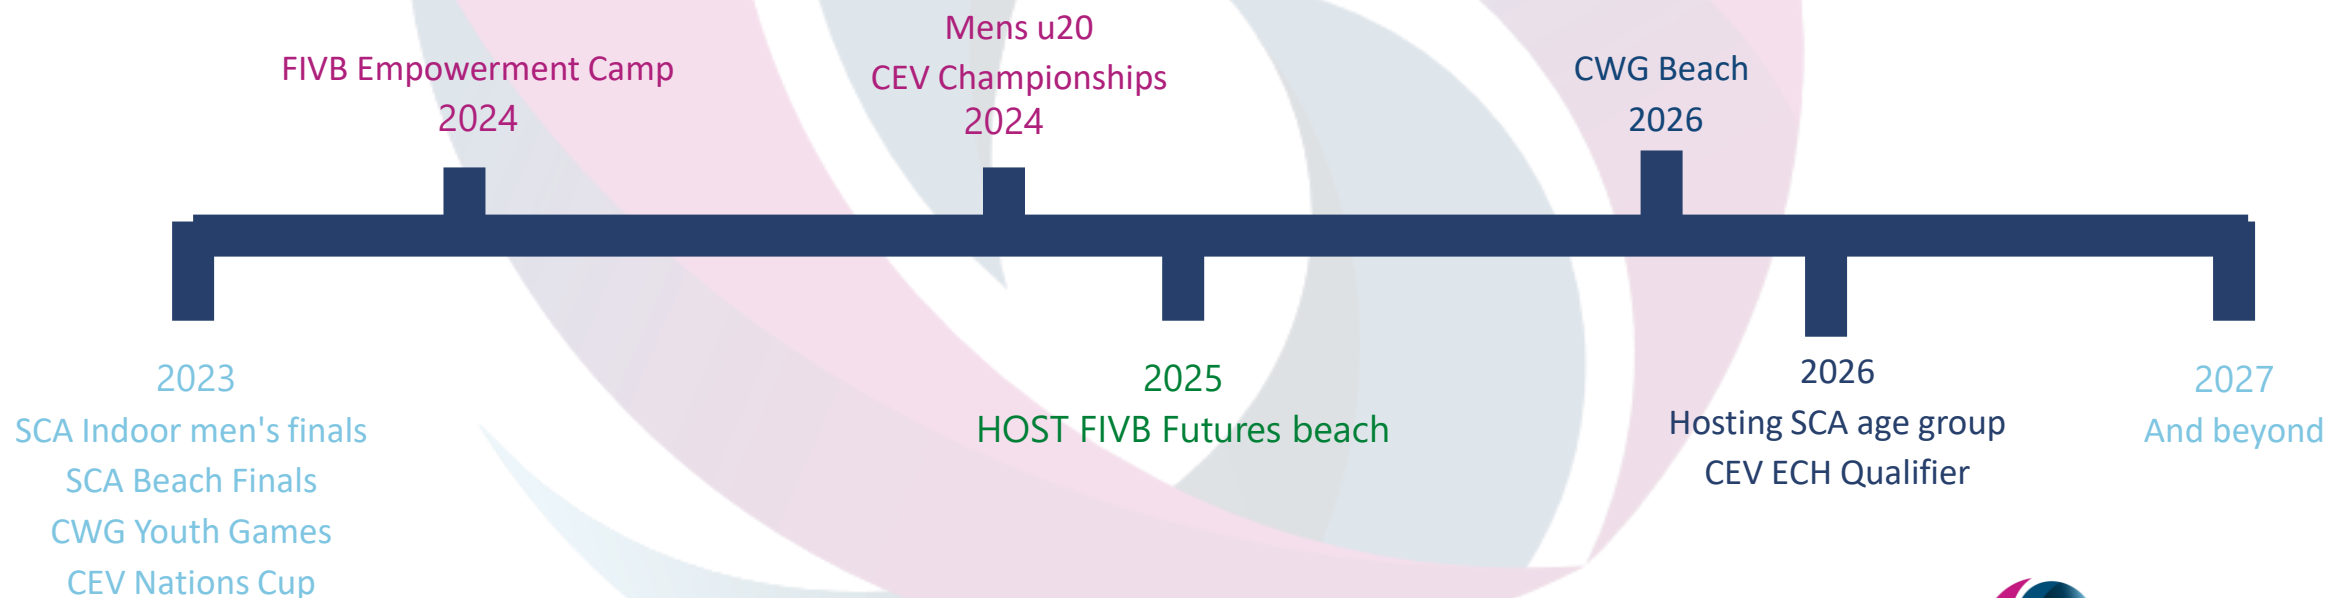 FIVB Empowerment Camp
2024
Mens u20
CEV Championships
2024
CWG Beach
2026
2023
SCA Indoor men's finals
SCA Beach Finals
CWG Youth Games
CEV Nations Cup
2025
HOST FIVB Futures beach
2026
Hosting SCA age group
CEV ECH Qualifier
2027
And beyond